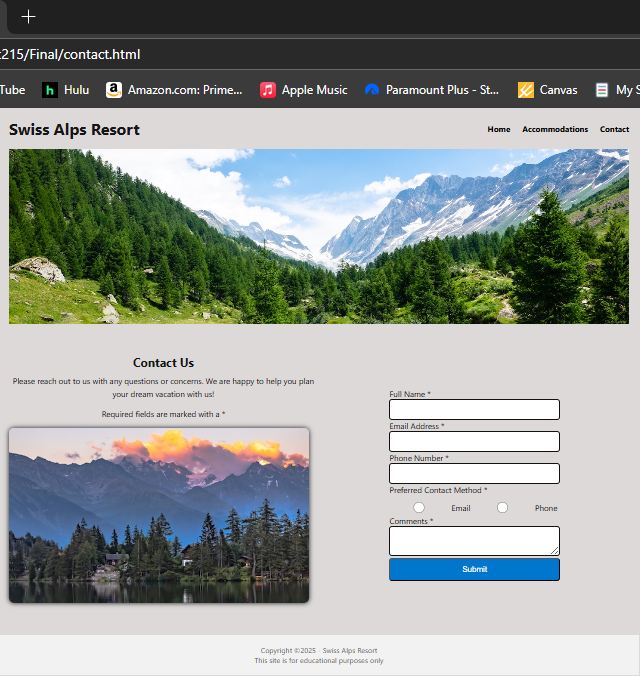 t215/Final/contact.html
Tube
h Hulu
a Amazon.com: Prime...
Apple Music
Paramount Plus - St...
Canvas
My S
Swiss Alps Resort
Home
Accommodations
Contact
Contact Us
Please reach out to us with any questions or concerns. We are happy to help you plan
your dream vacation with us!
Required fields are marked with a *
Full Name *
Email Address *
Phone Number *
Preferred Contact Method *
Email
Phone
Comments *
Submit
Copyright ©2025 · Swiss Alps Resort
This site is for educational purposes only